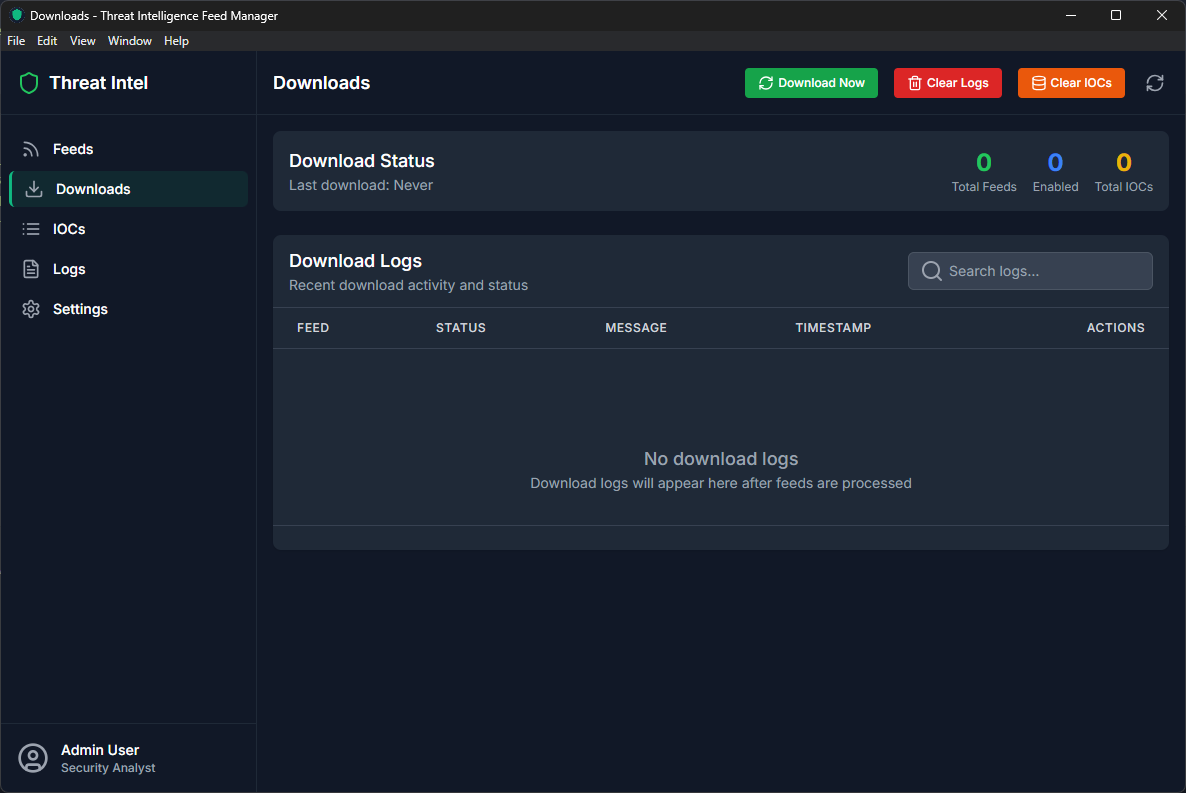 Downloads - Threat Intelligence Feed Manager
File Edit View Window Help
Threat Intel
Downloads
Download Now
Clear Logs
Clear IOCs
Feeds
Downloads
IOCs
Logs
Settings
Download Status
Last download: Never
0 0 0
Total Feeds Enabled Total IOCs
Download Logs
Recent download activity and status
Search logs...
FEED STATUS MESSAGE TIMESTAMP ACTIONS
No download logs
Download logs will appear here after feeds are processed
Admin User
Security Analyst